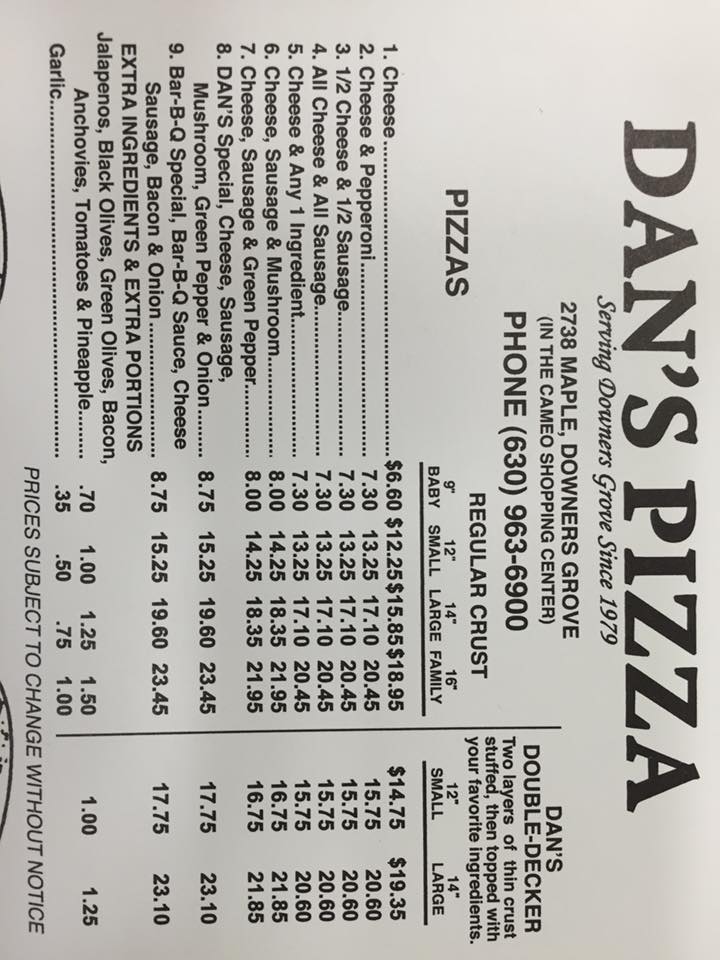 DAN'S PIZZA
Serving Downers Grove Since 1979
2738 MAPLE, DOWNERS GROVE
(IN THE CAMEO SHOPPING CENTER)
PHONE (630) 963-6900
DAN'S
DOUBLE-DECKER
Two layers of thin crust
stuffed, then topped with
your favorite ingredients.
PIZZAS
REGULAR CRUST
9" 12" 14" 16" 12" 14"
BABY SMALL LARGE FAMILY SMALL LARGE
1. Cheese $6.60 $12.25 $15.85 $18.95 $14.75 $19.35
2. Cheese & Pepperoni 7.30 13.25 17.10 20.45 15.75 20.60
3. 1/2 Cheese & 1/2 Sausage 7.30 13.25 17.10 20.45 15.75 20.60
4. All Cheese & All Sausage 7.30 13.25 17.10 20.45 15.75 20.60
5. Cheese & Any 1 Ingredient 7.30 13.25 17.10 20.45 15.75 20.60
6. Cheese, Sausage & Mushroom 8.00 14.25 18.35 21.95 16.75 21.85
7. Cheese, Sausage & Green Pepper 8.00 14.25 18.35 21.95 16.75 21.85
8. DAN'S Special, Cheese, Sausage,
Mushroom, Green Pepper & Onion 8.75 15.25 19.60 23.45 17.75 23.10
9. Bar-B-Q Special, Bar-B-Q Sauce, Cheese
Sausage, Bacon & Onion 8.75 15.25 19.60 23.45 17.75 23.10
EXTRA INGREDIENTS & EXTRA PORTIONS
Jalapenos, Black Olives, Green Olives, Bacon,
Anchovies, Tomatoes & Pineapple .70 1.00 1.25 1.50 1.00 1.25
Garlic .35 .50 .75 1.00
PRICES SUBJECT TO CHANGE WITHOUT NOTICE